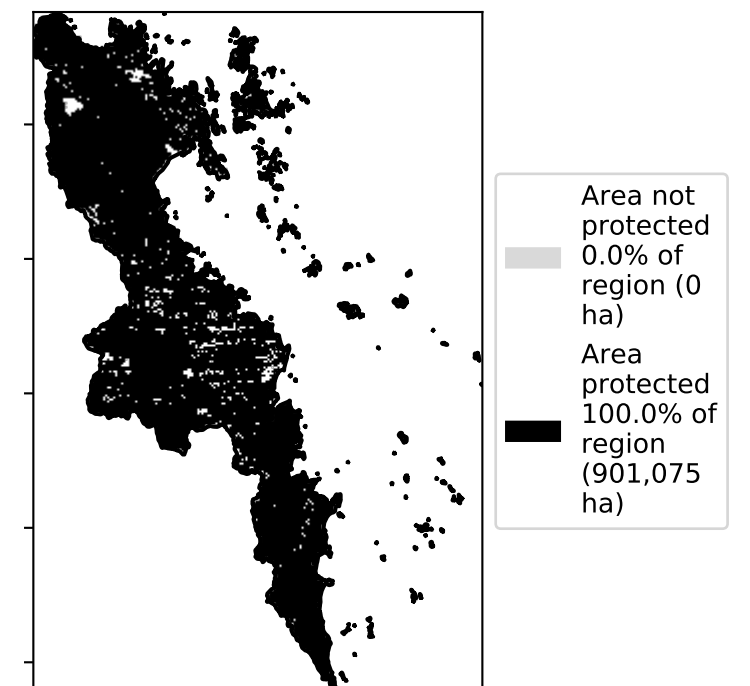 Area not
protected
0.0% of
region (0
ha)
Area
protected
100.0% of
region
(901,075
ha)